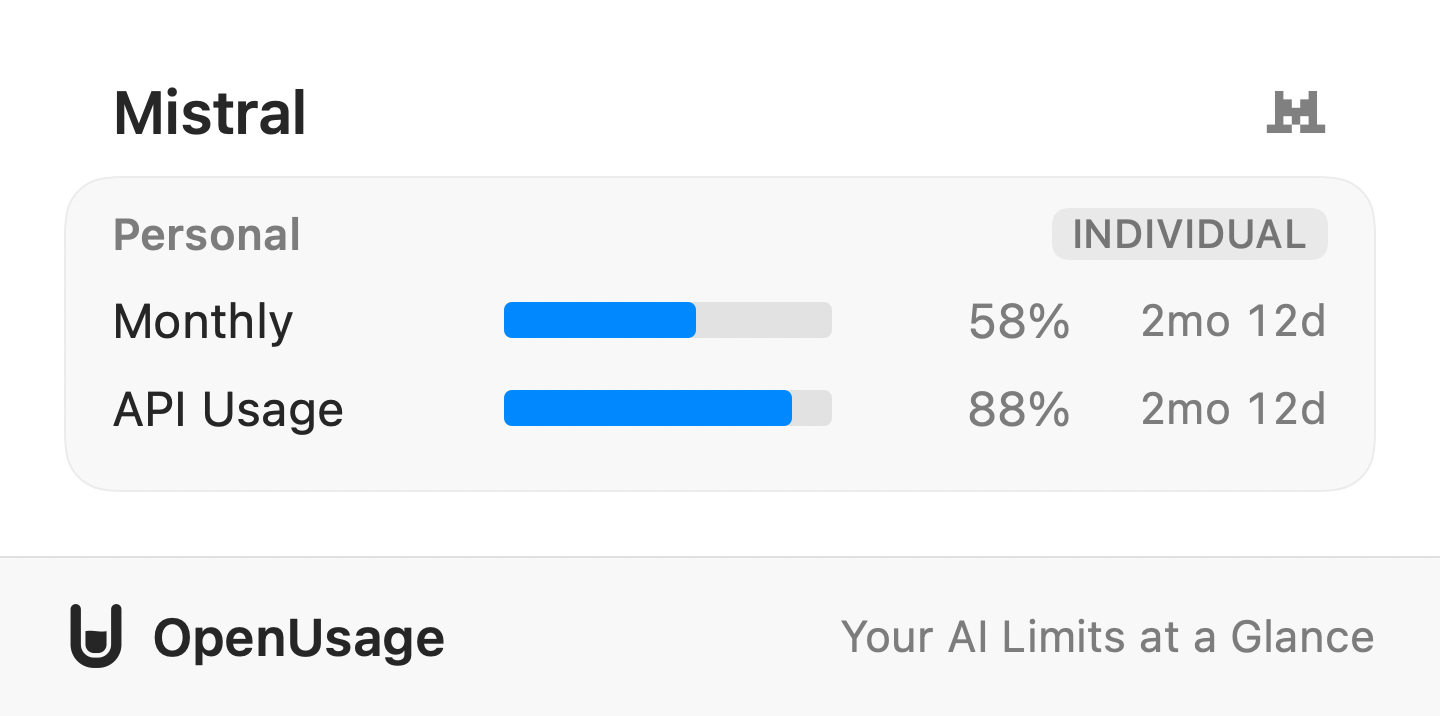 Mistral
Personal INDIVIDUAL
Monthly 58% 2mo 12d
API Usage 88% 2mo 12d
OpenUsage Your AI Limits at a Glance